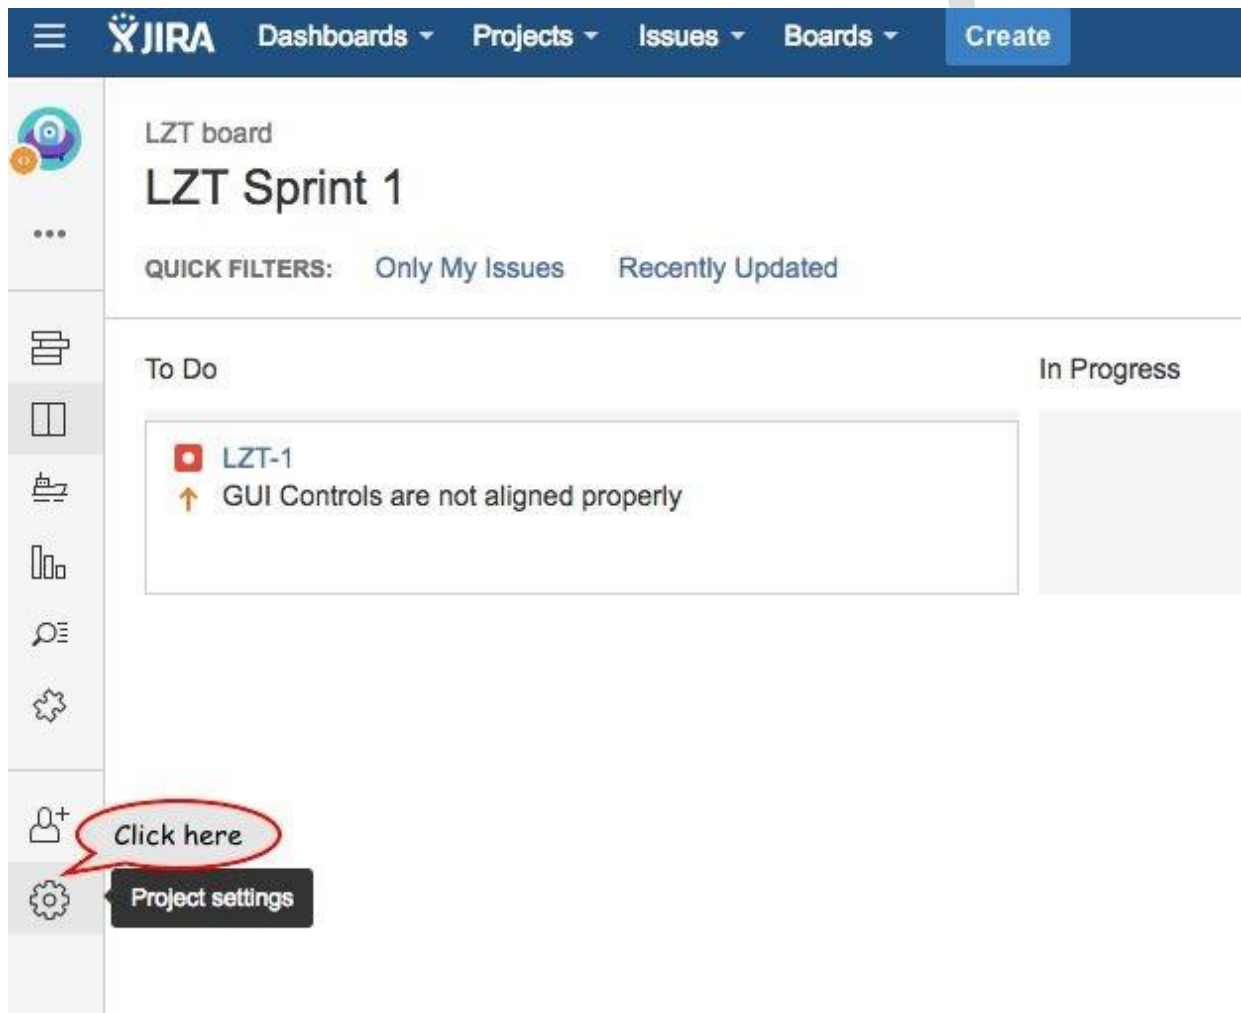 JIRA Dashboards Projects Issues Boards Create
LZT board
LZT Sprint 1
QUICK FILTERS: Only My Issues Recently Updated
To Do In Progress
LZT-1
GUI Controls are not aligned properly
Click here
Project settings